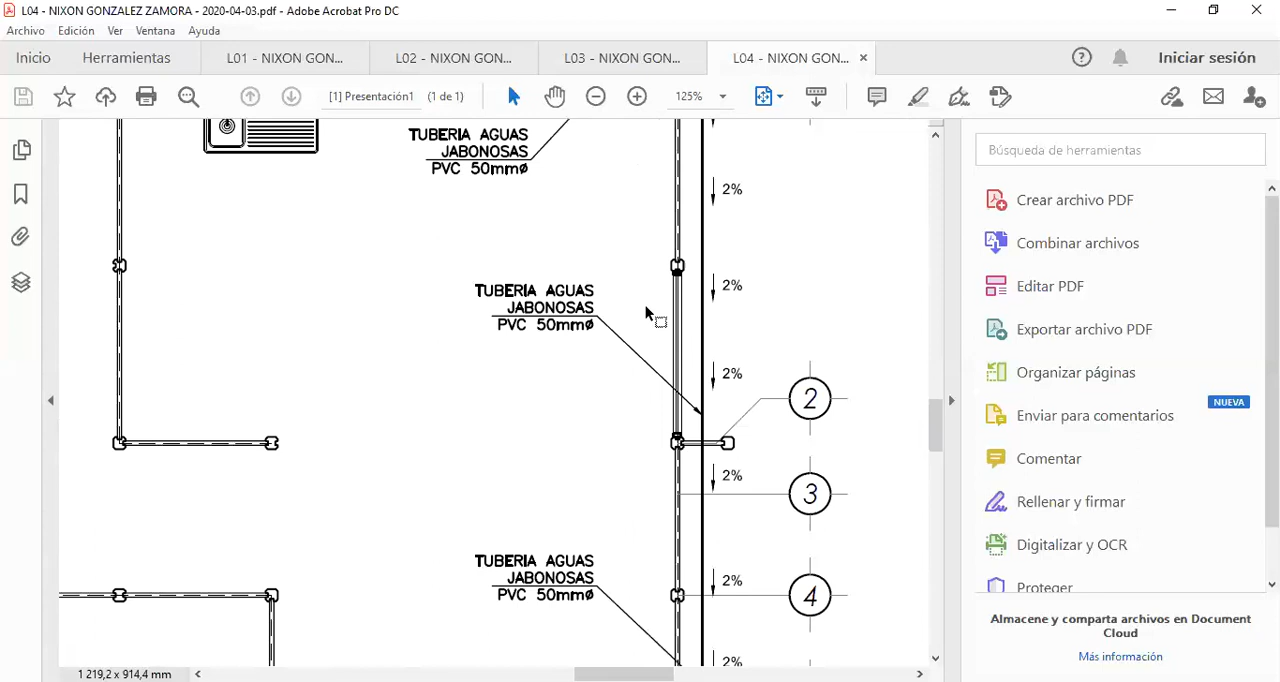 L04 - NIXON GONZALEZ ZAMORA - 2020-04-03.pdf - Adobe Acrobat Pro DC
Archivo Edición Ver Ventana Ayuda
Inicio Herramientas L01 - NIXON GON... L02 - NIXON GON... L03 - NIXON GON... L04 - NIXON GON... × ? Iniciar sesión
[1] Presentación1 (1 de 1) 125%
TUBERIA AGUAS
JABONOSAS
PVC 50mmø
2%
TUBERIA AGUAS
JABONOSAS
PVC 50mmø
2%
2%
2
2%
3
TUBERIA AGUAS
JABONOSAS
PVC 50mmø
2%
4
2%
1 219,2 x 914,4 mm
Búsqueda de herramientas
Crear archivo PDF
Combinar archivos
Editar PDF
Exportar archivo PDF
Organizar páginas
NUEVA
Enviar para comentarios
Comentar
Rellenar y firmar
Digitalizar y OCR
Proteger
Almacene y comparta archivos en Document
Cloud
Más información